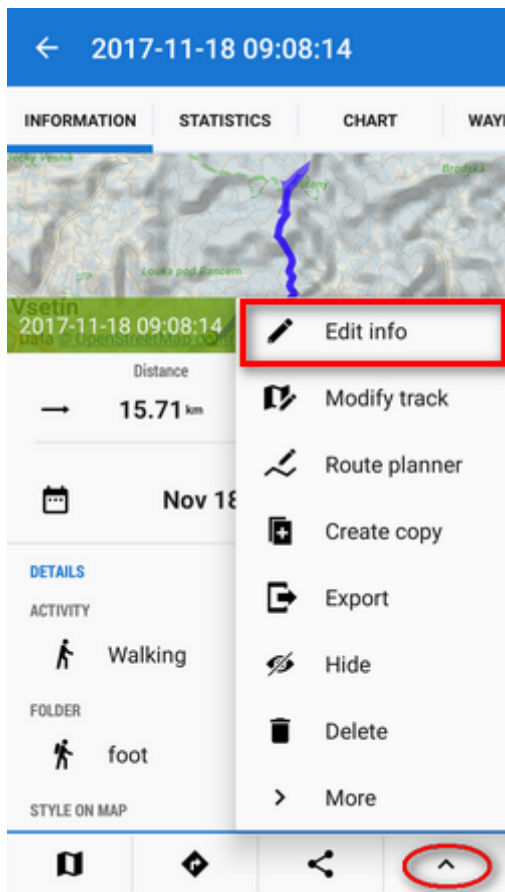 2017-11-18 09:08:14
INFORMATION
STATISTICS
CHART
WAY
Brodská
Vsetín
2017-11-18 09:08:14
Distance
15.71 km
Nov 18
DETAILS
ACTIVITY
Walking
FOLDER
foot
STYLE ON MAP
Edit info
Modify track
Route planner
Create copy
Export
Hide
Delete
More